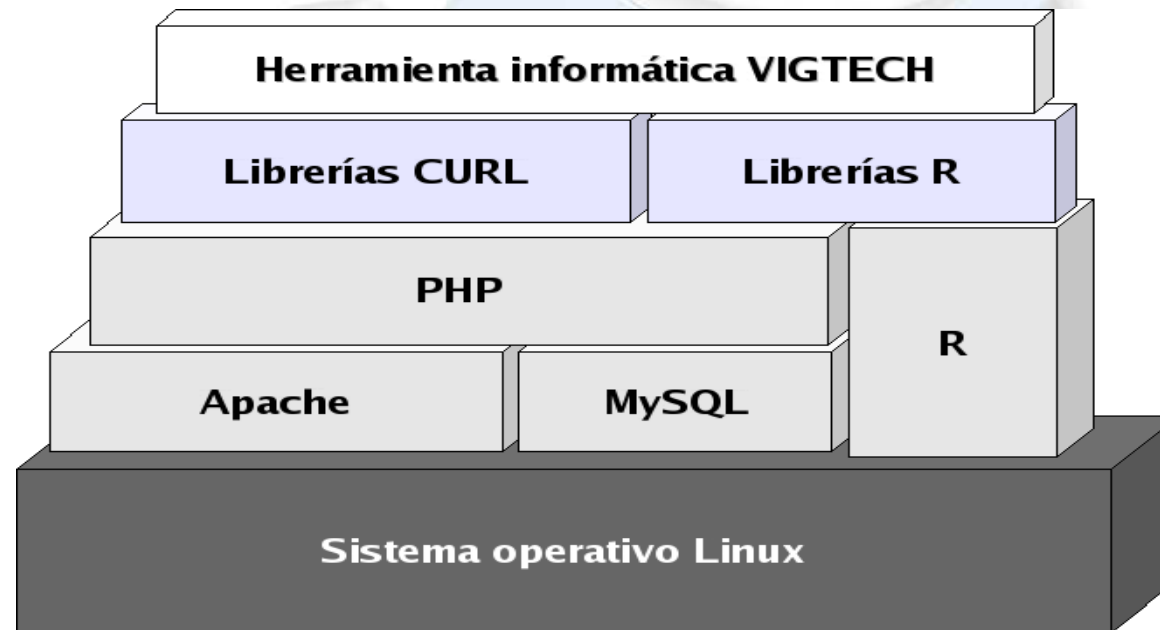 Herramienta informática VIGTECH
Librerías CURL
Librerías R
PHP
R
Apache
MySQL
Sistema operativo Linux